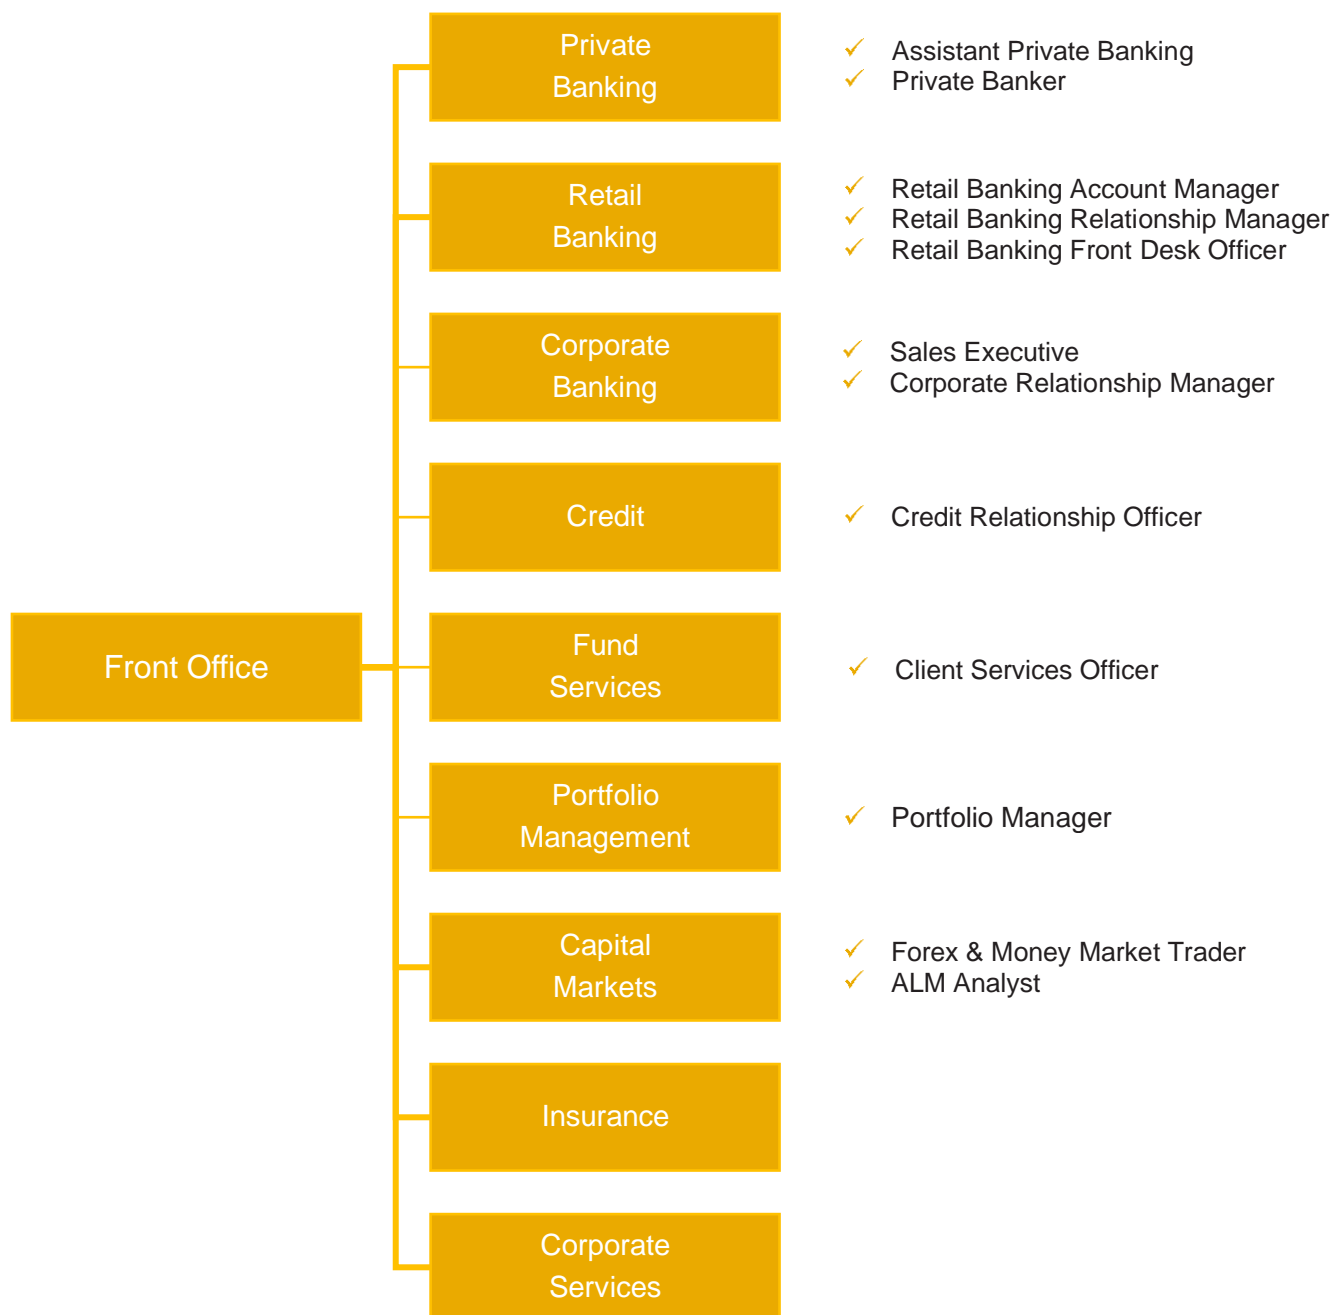 Private
Banking
Assistant Private Banking
Private Banker
Retail
Banking
Retail Banking Account Manager
Retail Banking Relationship Manager
Retail Banking Front Desk Officer
Corporate
Banking
Sales Executive
Corporate Relationship Manager
Credit
Credit Relationship Officer
Front Office
Fund
Services
Client Services Officer
Portfolio
Management
Portfolio Manager
Capital
Markets
Forex & Money Market Trader
ALM Analyst
Insurance
Corporate
Services